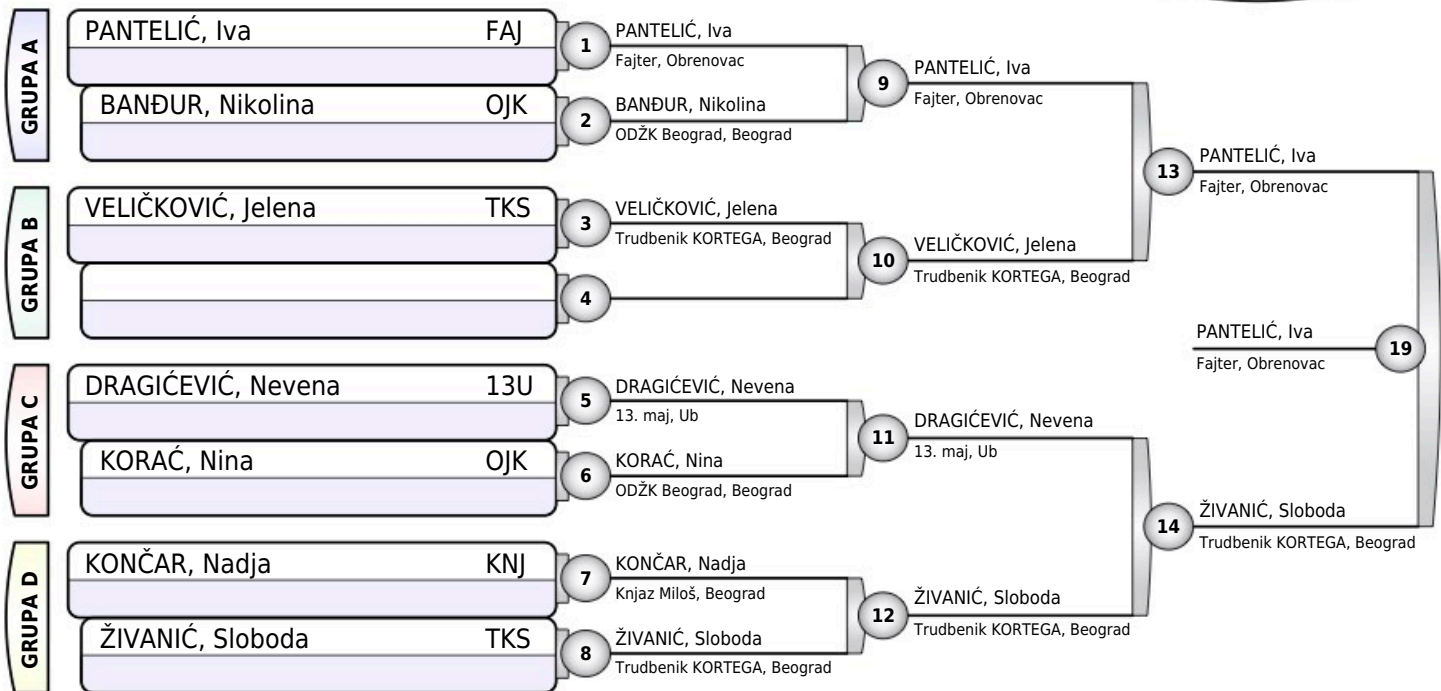 GRUPA A
PANTELIĆ, Iva FAJ
BANĐUR, Nikolina OJK
1
PANTELIĆ, Iva
Fajter, Obrenovac
2
BANĐUR, Nikolina
ODŽK Beograd, Beograd
9
PANTELIĆ, Iva
Fajter, Obrenovac
GRUPA B
VELIČKOVIĆ, Jelena TKS
3
VELIČKOVIĆ, Jelena
Trudbenik KORTEGA, Beograd
4
10
VELIČKOVIĆ, Jelena
Trudbenik KORTEGA, Beograd
13
PANTELIĆ, Iva
Fajter, Obrenovac
GRUPA C
DRAGIĆEVIĆ, Nevena 13U
KORAĆ, Nina OJK
5
DRAGIĆEVIĆ, Nevena
13. maj, Ub
6
KORAĆ, Nina
ODŽK Beograd, Beograd
11
DRAGIĆEVIĆ, Nevena
13. maj, Ub
GRUPA D
KONČAR, Nadja KNJ
ŽIVANIĆ, Sloboda TKS
7
KONČAR, Nadja
Knjaz Miloš, Beograd
8
ŽIVANIĆ, Sloboda
Trudbenik KORTEGA, Beograd
12
ŽIVANIĆ, Sloboda
Trudbenik KORTEGA, Beograd
14
ŽIVANIĆ, Sloboda
Trudbenik KORTEGA, Beograd
PANTELIĆ, Iva
Fajter, Obrenovac
19